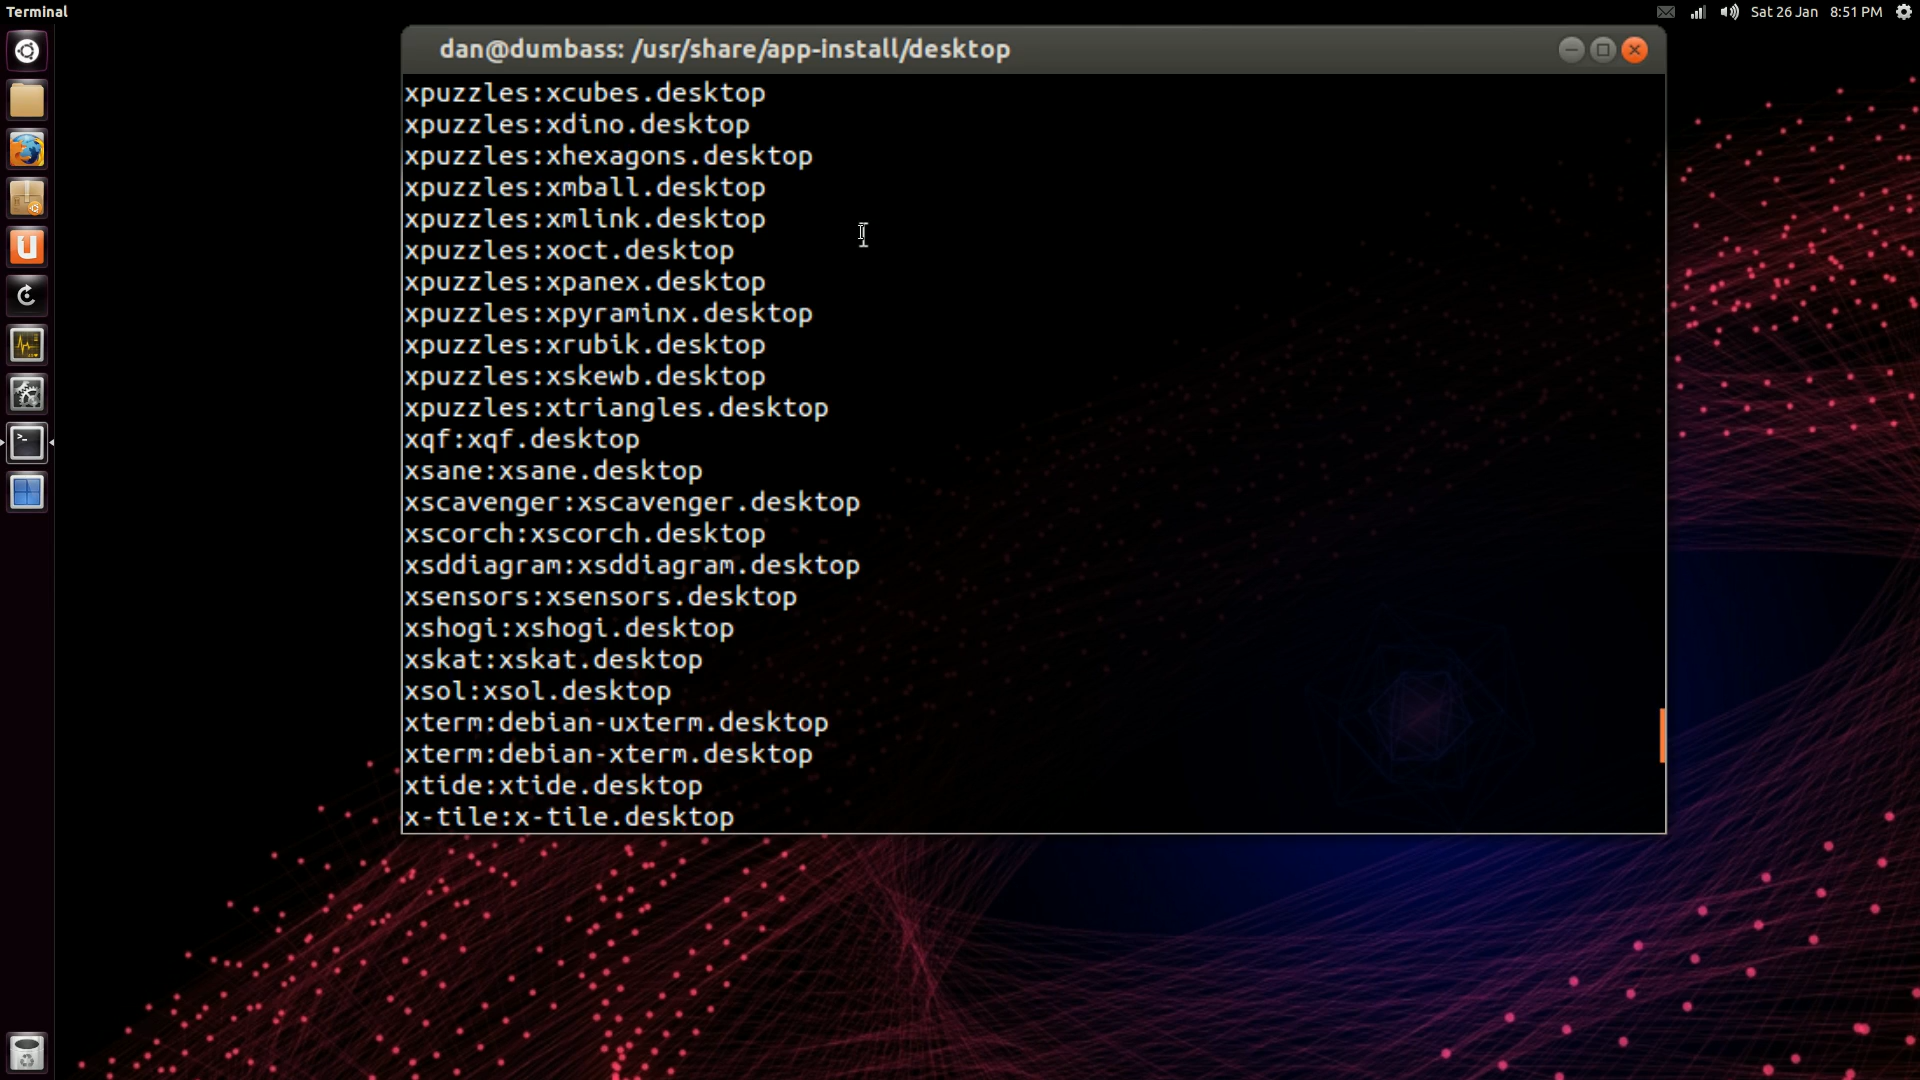 Terminal
Sat 26 Jan 8:51 PM
dan@dumbass: /usr/share/app-install/desktop
xpuzzles:xcubes.desktop
xpuzzles:xdino.desktop
xpuzzles:xhexagons.desktop
xpuzzles:xmball.desktop
xpuzzles:xmlink.desktop
xpuzzles:xoct.desktop
xpuzzles:xpanex.desktop
xpuzzles:xpyraminx.desktop
xpuzzles:xrubik.desktop
xpuzzles:xskewb.desktop
xpuzzles:xtriangles.desktop
xqf:xqf.desktop
xsane:xsane.desktop
xscavenger:xscavenger.desktop
xscorch:xscorch.desktop
xsddiagram:xsddiagram.desktop
xsensors:xsensors.desktop
xshogi:xshogi.desktop
xskat:xskat.desktop
xsol:xsol.desktop
xterm:debian-uxterm.desktop
xterm:debian-xterm.desktop
xtide:xtide.desktop
x-tile:x-tile.desktop